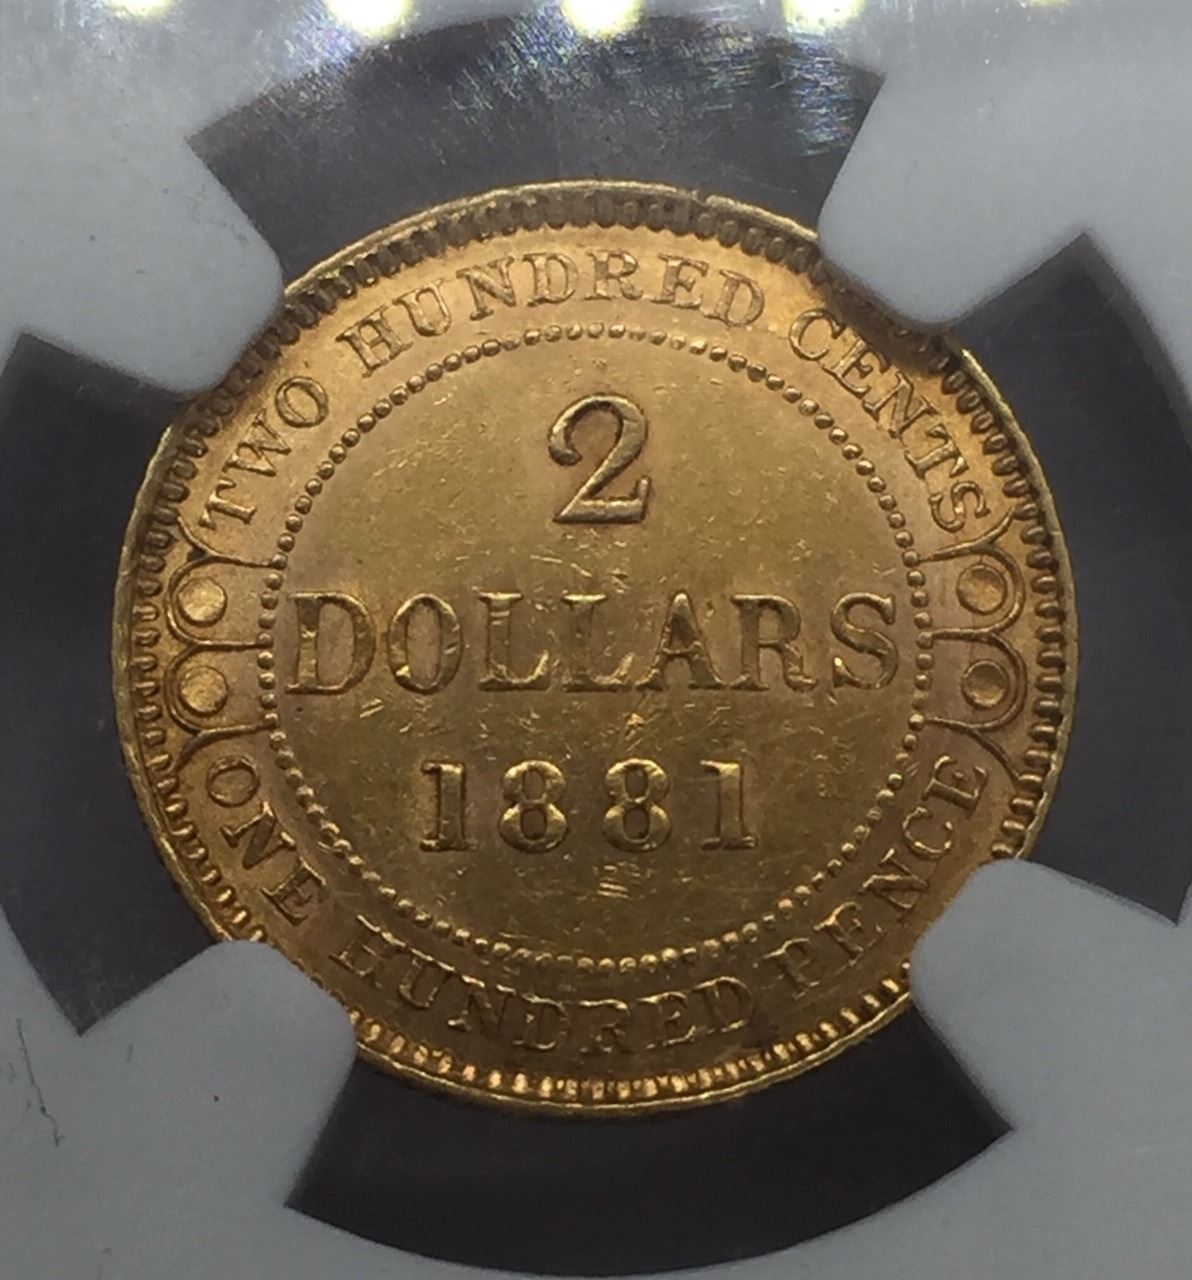 TWO HUNDRED CENTS
2
DOLLARS
1881
ONE HUNDRED PENCE